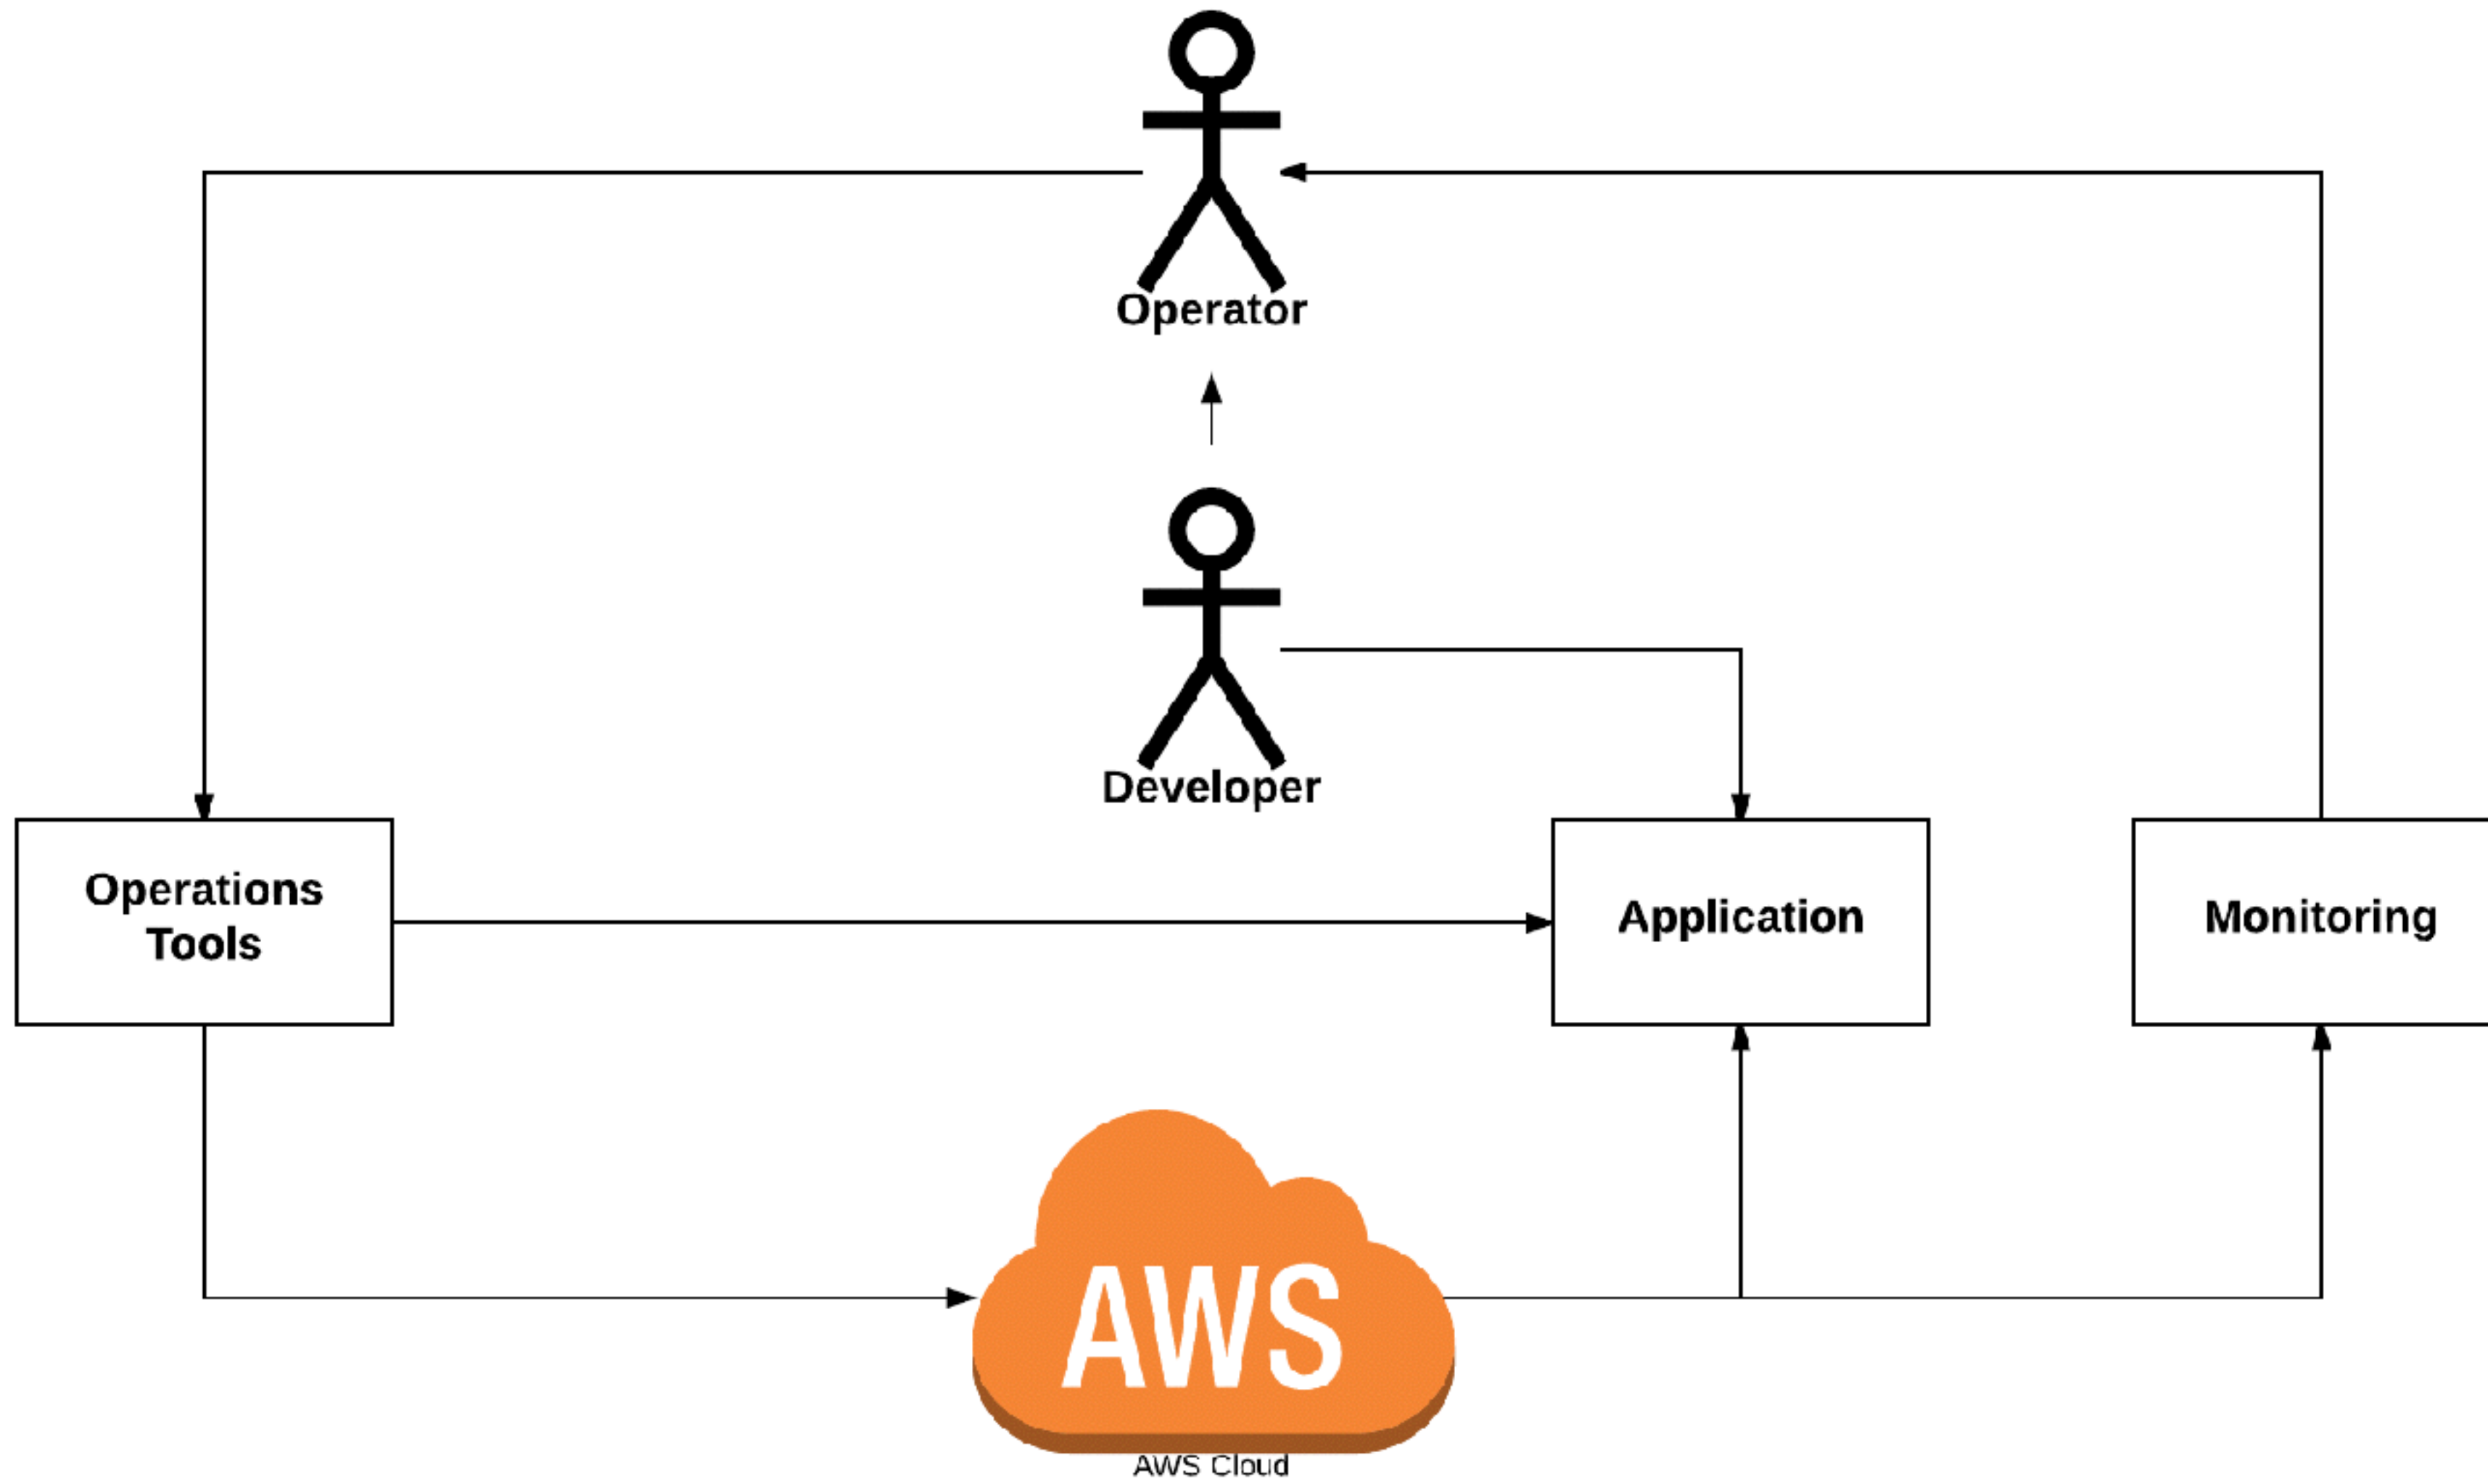 Operator
Developer
Operations
Tools
Application
Monitoring
AWS
AWS Cloud